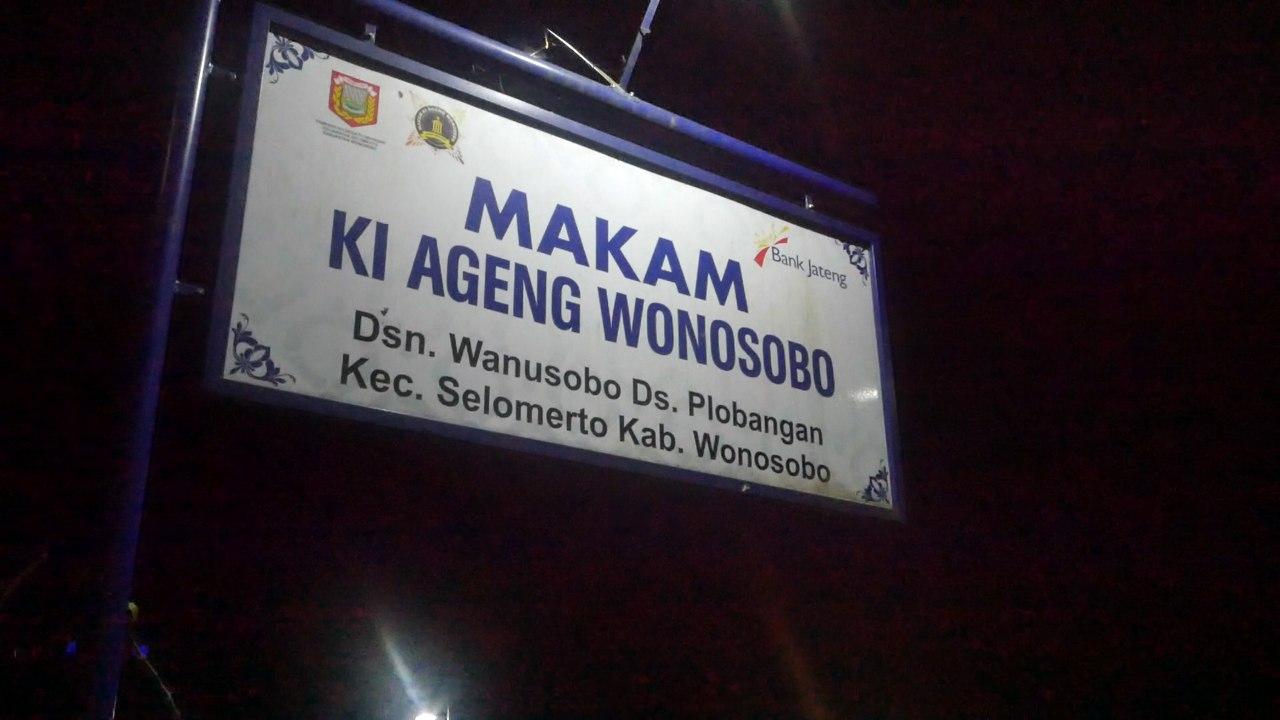 MAKAM
KI AGENG WONOSOBO
Bank Jateng
Dsn. Wanusobo Ds. Plobangan
Kec. Selomerto Kab. Wonosobo